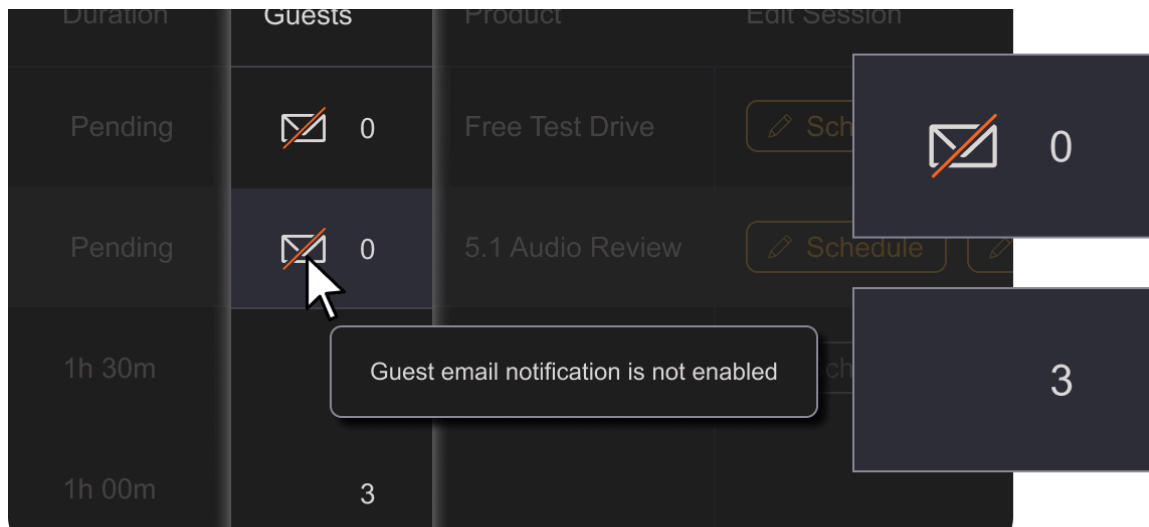 Duration Guests Product Edit Session
Pending 0 Free Test Drive Sch 0
Pending 0 5.1 Audio Review Schedule
1h 30m
Guest email notification is not enabled ch
3
1h 00m 3